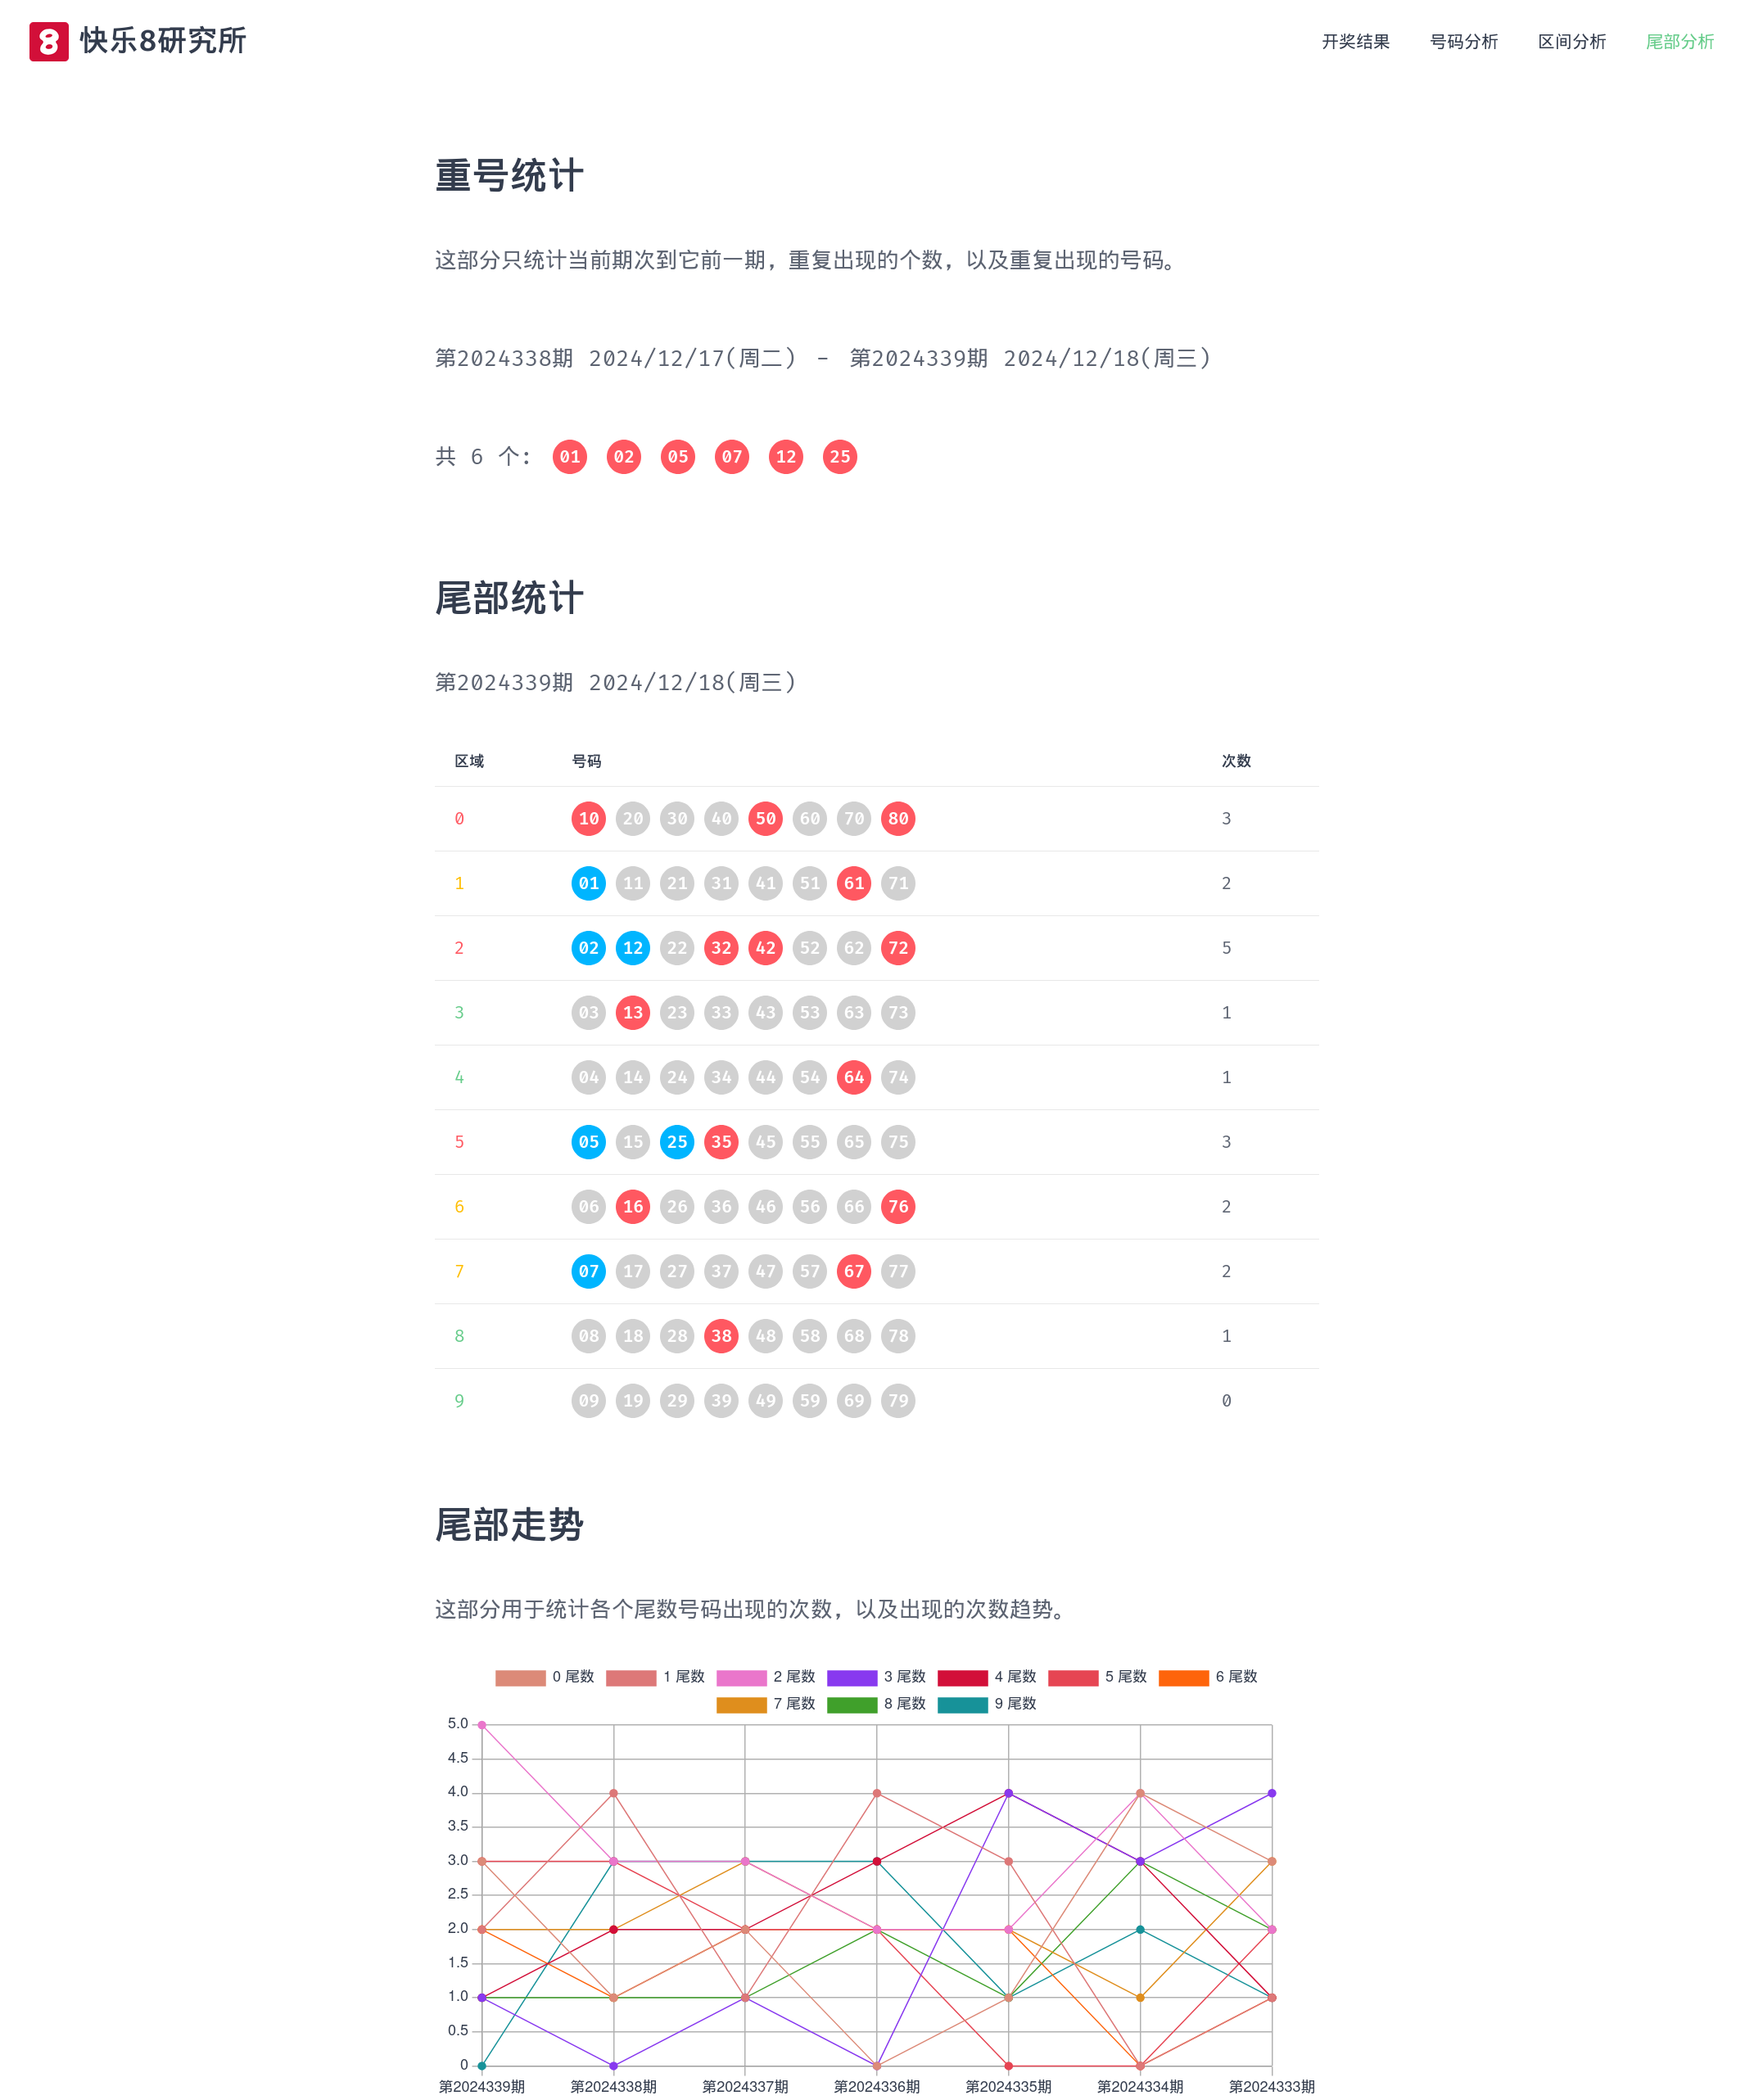 8 快乐8研究所 开奖结果 号码分析 区间分析 尾部分析
重号统计
这部分只统计当前期次到它前一期，重复出现的个数，以及重复出现的号码。
第2024338期 2024/12/17(周二) - 第2024339期 2024/12/18(周三)
共 6 个: 01 02 05 07 12 25
尾部统计
第2024339期 2024/12/18(周三)
区域 号码 次数
0 10 20 30 40 50 60 70 80 3
1 01 11 21 31 41 51 61 71 2
2 02 12 22 32 42 52 62 72 5
3 03 13 23 33 43 53 63 73 1
4 04 14 24 34 44 54 64 74 1
5 05 15 25 35 45 55 65 75 3
6 06 16 26 36 46 56 66 76 2
7 07 17 27 37 47 57 67 77 2
8 08 18 28 38 48 58 68 78 1
9 09 19 29 39 49 59 69 79 0
尾部走势
这部分用于统计各个尾数号码出现的次数，以及出现的次数趋势。
0 尾数 1 尾数 2 尾数 3 尾数 4 尾数 5 尾数 6 尾数
7 尾数 8 尾数 9 尾数
5.0
4.5
4.0
3.5
3.0
2.5
2.0
1.5
1.0
0.5
0
第2024339期 第2024338期 第2024337期 第2024336期 第2024335期 第2024334期 第2024333期